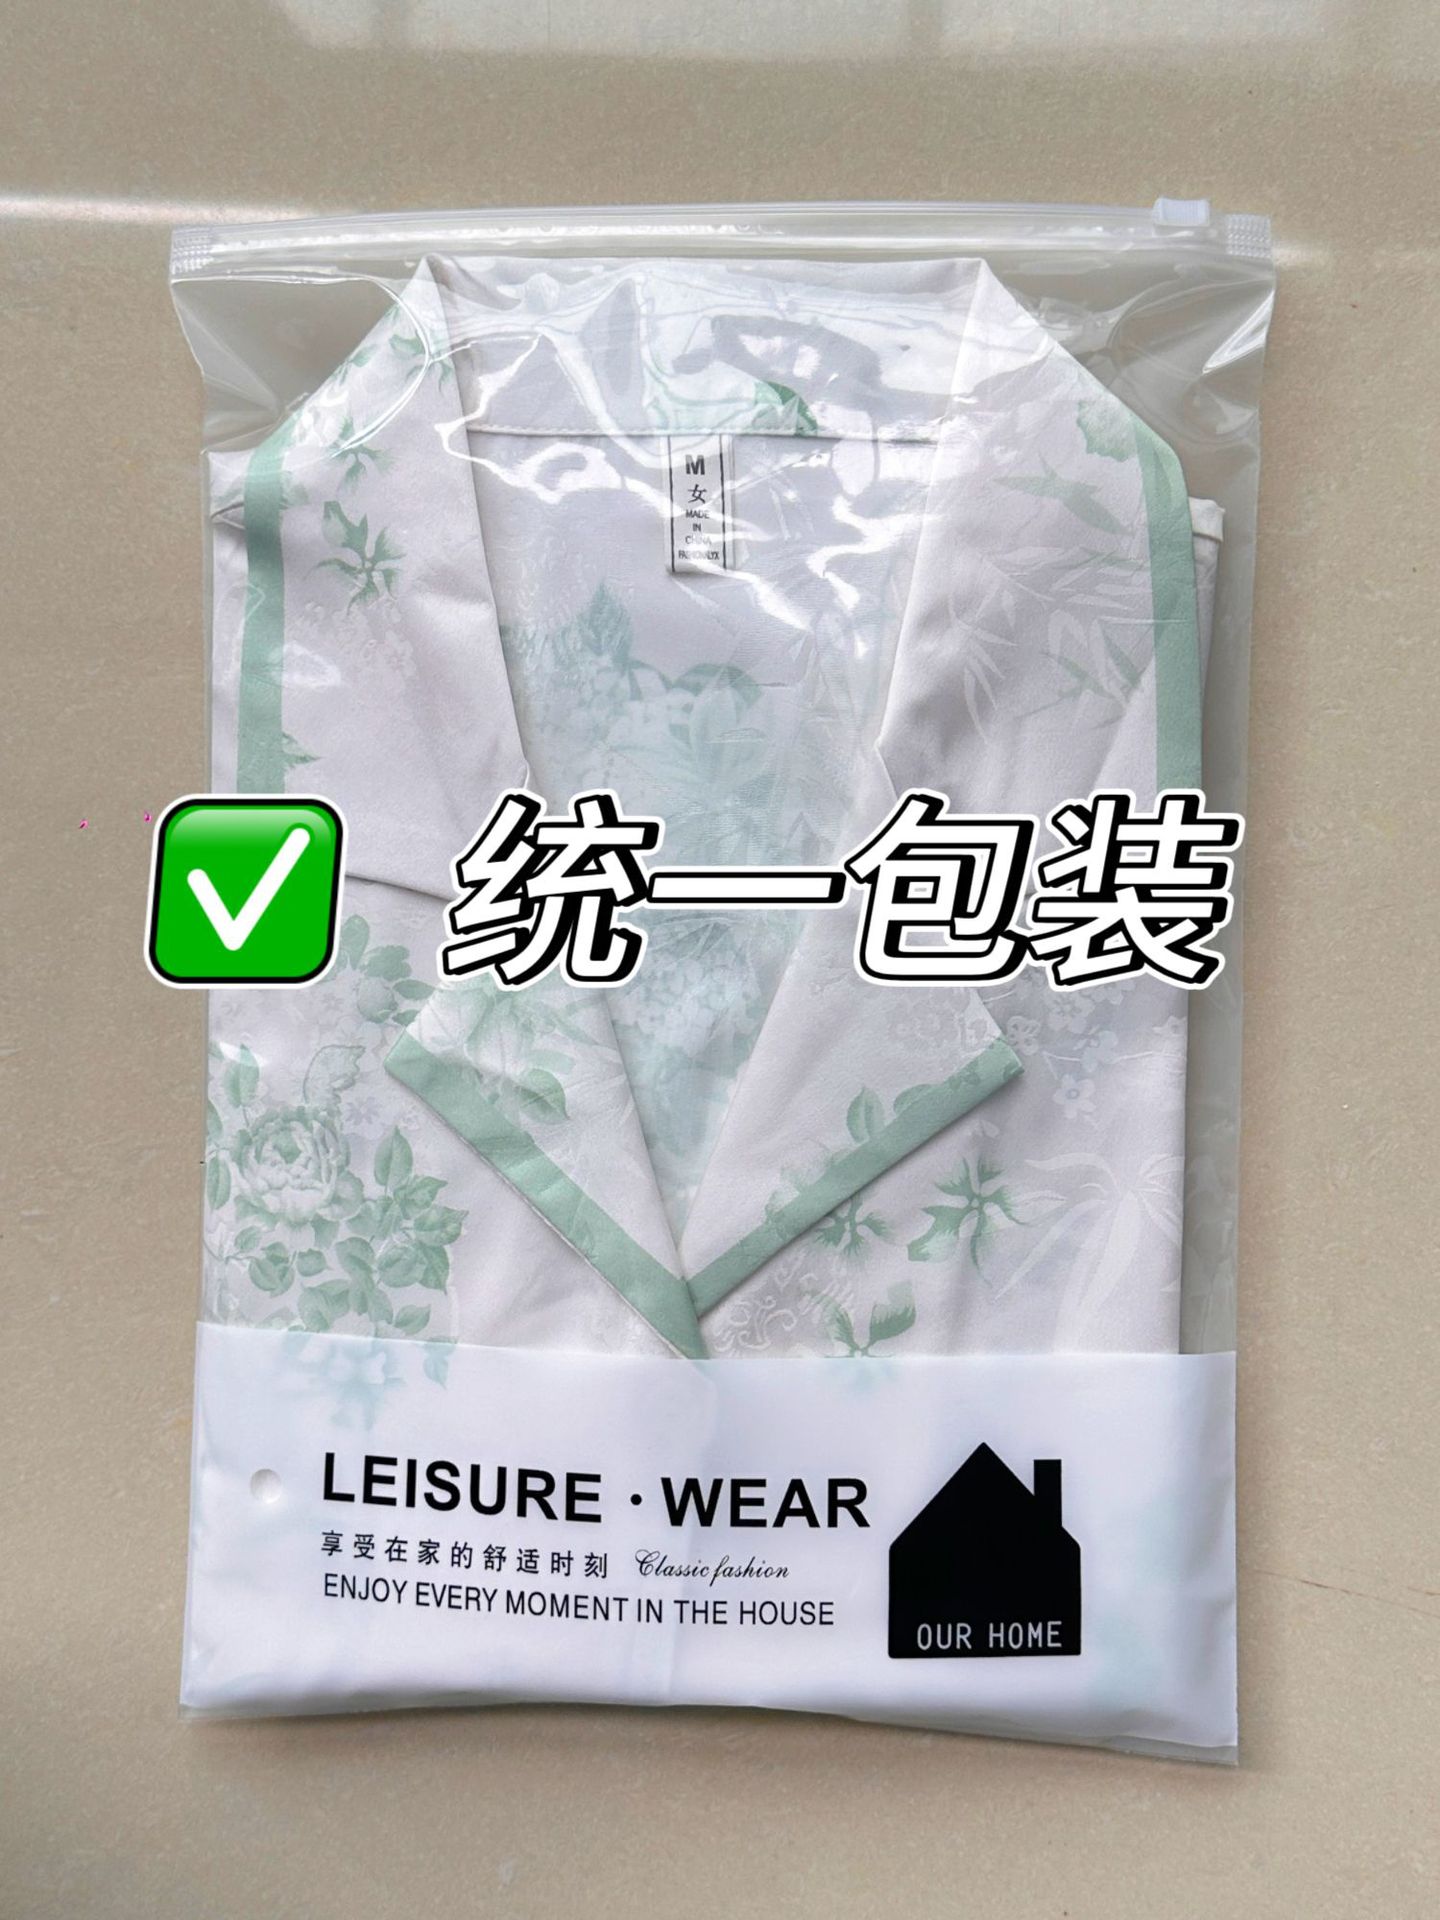 M
女
MADE
IN
CHINA
✅ 统一包装
LEISURE · WEAR
享受在家的舒适时刻 Classic fashion
ENJOY EVERY MOMENT IN THE HOUSE
OUR HOME